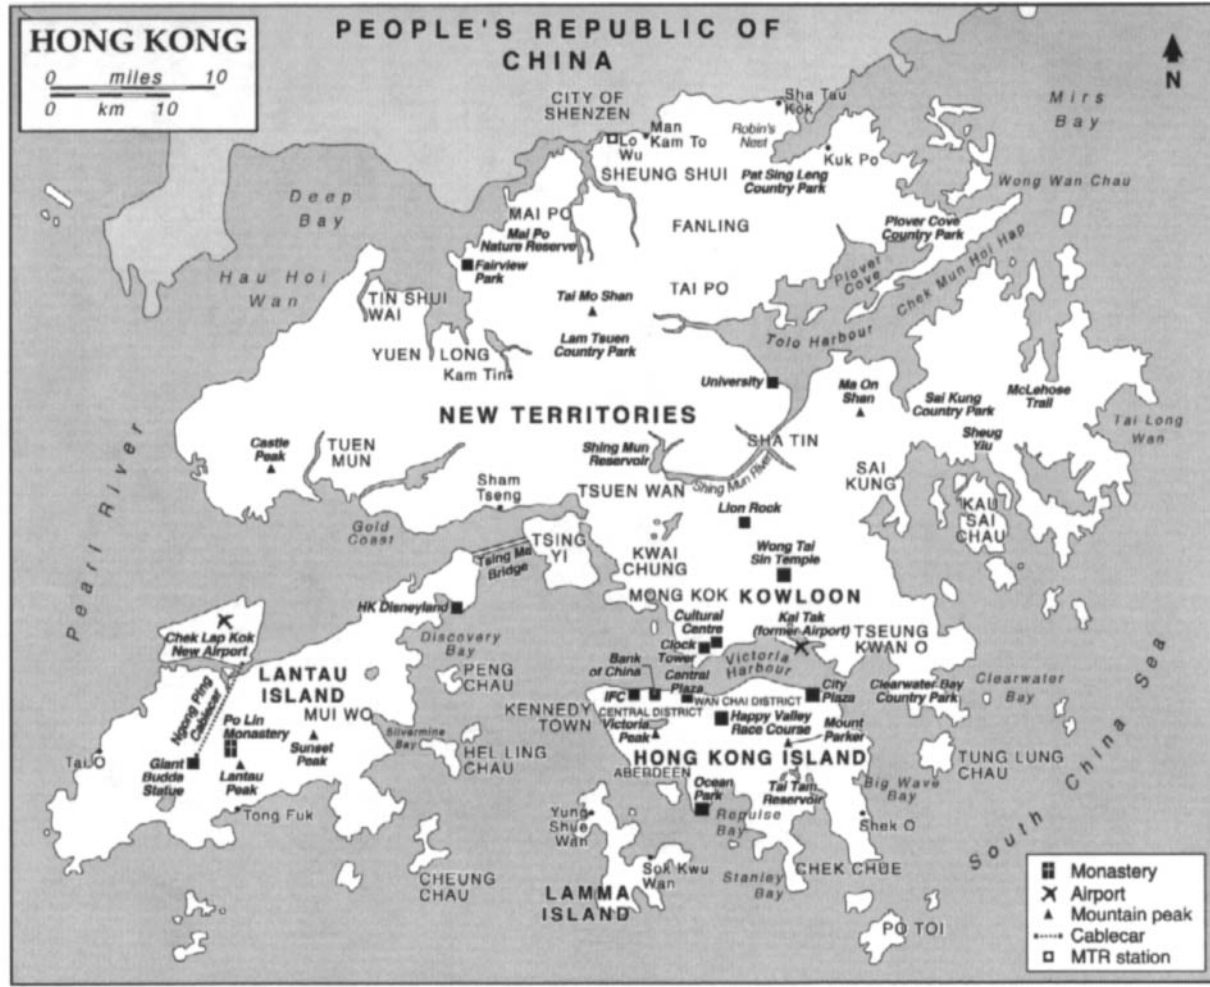 HONG KONG
0 miles 10
0 km 10
PEOPLE'S REPUBLIC OF
CHINA
N
CITY OF
SHENZEN
Sha Tau
Kok
Mirs
Bay
Man
Kam To
Lo
Wu
Robin's
Nest
Kuk Po
SHEUNG SHUI
Pat Sing Leng
Country Park
Wong Wan Chau
Deep
Bay
MAI PO
Mai Po
Nature Reserve
FANLING
Plover Cove
Country Park
Fairview
Park
Plover
Cove
Chek Mun Hoi Hap
Hau Hoi
Wan
TIN SHUI
WAI
Tai Mo Shan
TAI PO
Lam Tsuen
Country Park
Tolo Harbour
YUEN LONG
Kam Tin
University
Ma On
Shan
Sai Kung
Country Park
McLehose
Trail
NEW TERRITORIES
Tai Long
Wan
Castle
Peak
TUEN
MUN
Shing Mun
Reservoir
SHA TIN
Sheug
Yiu
Shing Mun River
SAI
KUNG
Sham
Tseng
TSUEN WAN
Lion Rock
KAU
SAI
CHAU
Pearl River
Gold
Coast
Tsing Ma
Bridge
TSING
YI
KWAI
CHUNG
Wong Tai
Sin Temple
MONG KOK
KOWLOON
HK Disneyland
Cultural
Centre
Kai Tak
(former Airport)
Chek Lap Kok
New Airport
Discovery
Bay
Clock
Tower
Victoria
Harbour
TSEUNG
KWAN O
LANTAU
ISLAND
PENG
CHAU
Bank
of China
Central
Plaza
City
Plaza
Clearwater Bay
Country Park
Clearwater
Bay
Ngong Ping
Cablecar
IFC
CENTRAL DISTRICT
WAN CHAI DISTRICT
KENNEDY
TOWN
MUI WO
Po Lin
Monastery
Silvermine
Bay
Victoria
Peak
Happy Valley
Race Course
Mount
Parker
Sunset
Peak
HEI LING
CHAU
HONG KONG ISLAND
TUNG LUNG
CHAU
Tai O
Giant
Budda
Statue
Lantau
Peak
ABERDEEN
Ocean
Park
Tai Tam
Reservoir
Big Wave
Bay
South China Sea
Tong Fuk
Yung
Shue
Wan
Repulse
Bay
Shek O
CHEUNG
CHAU
Sok Kwu
Wan
Stanley
Bay
CHEK CHUE
LAMMA
ISLAND
PO TOI
Monastery
Airport
Mountain peak
Cablecar
MTR station